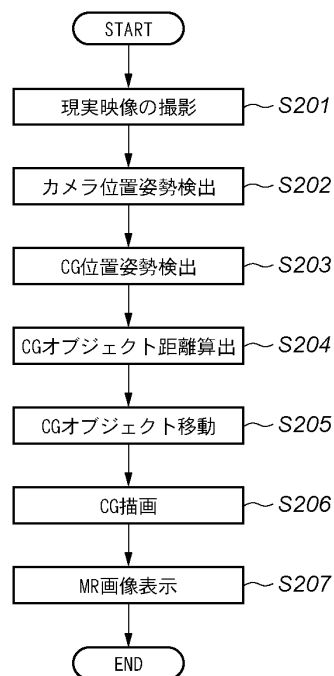 START
現実映像の撮影 S201
カメラ位置姿勢検出 S202
CG位置姿勢検出 S203
CGオブジェクト距離算出 S204
CGオブジェクト移動 S205
CG描画 S206
MR画像表示 S207
END